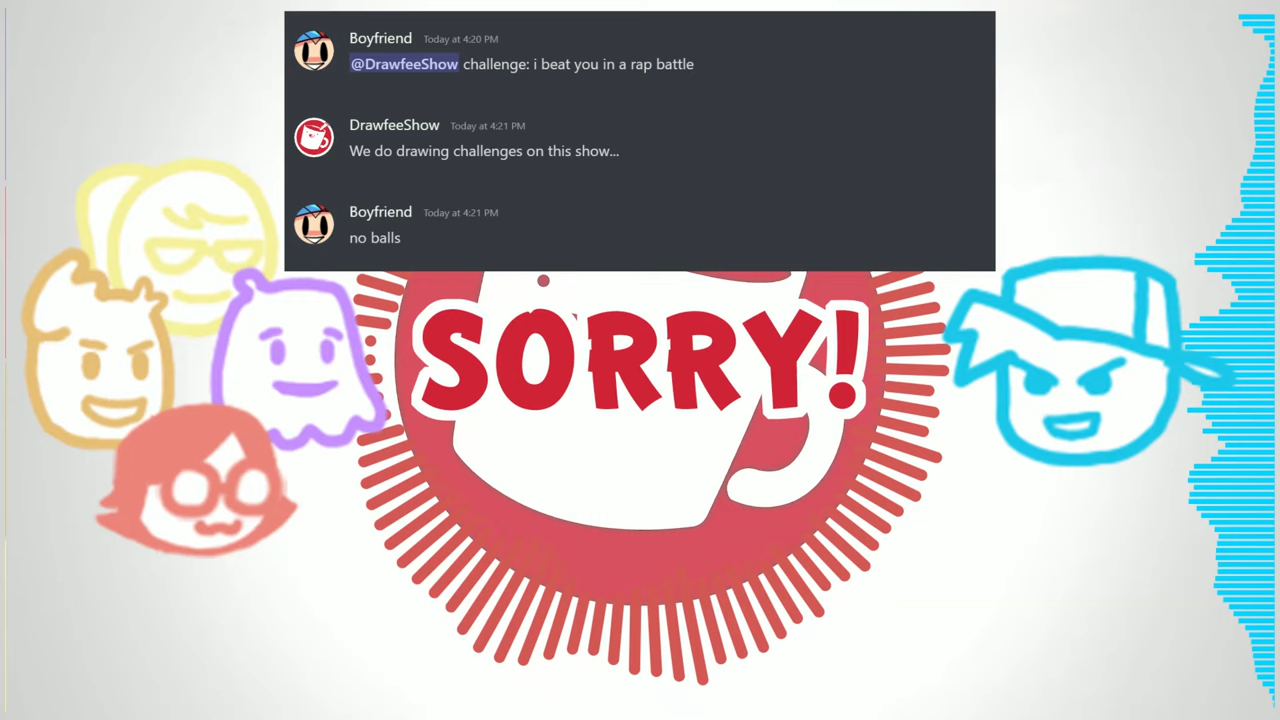 Boyfriend Today at 4:20 PM
@DrawfeeShow challenge: i beat you in a rap battle
DrawfeeShow Today at 4:21 PM
We do drawing challenges on this show...
Boyfriend Today at 4:21 PM
no balls
SORRY!